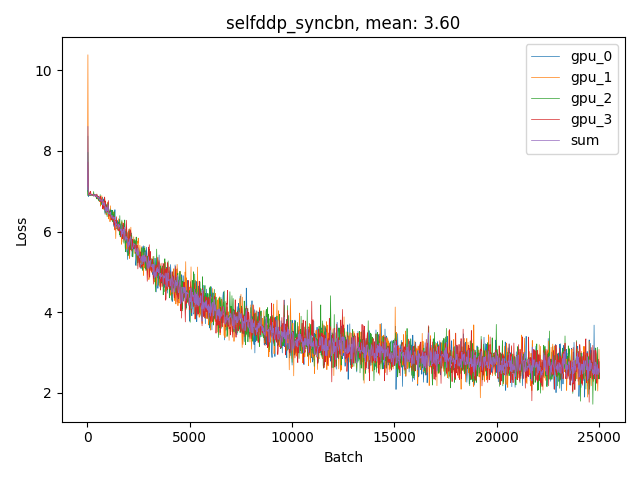 selfddp_syncbn, mean: 3.60
gpu_0
gpu_1
gpu_2
gpu_3
sum
Loss
10
8
6
4
2
0 5000 10000 15000 20000 25000
Batch